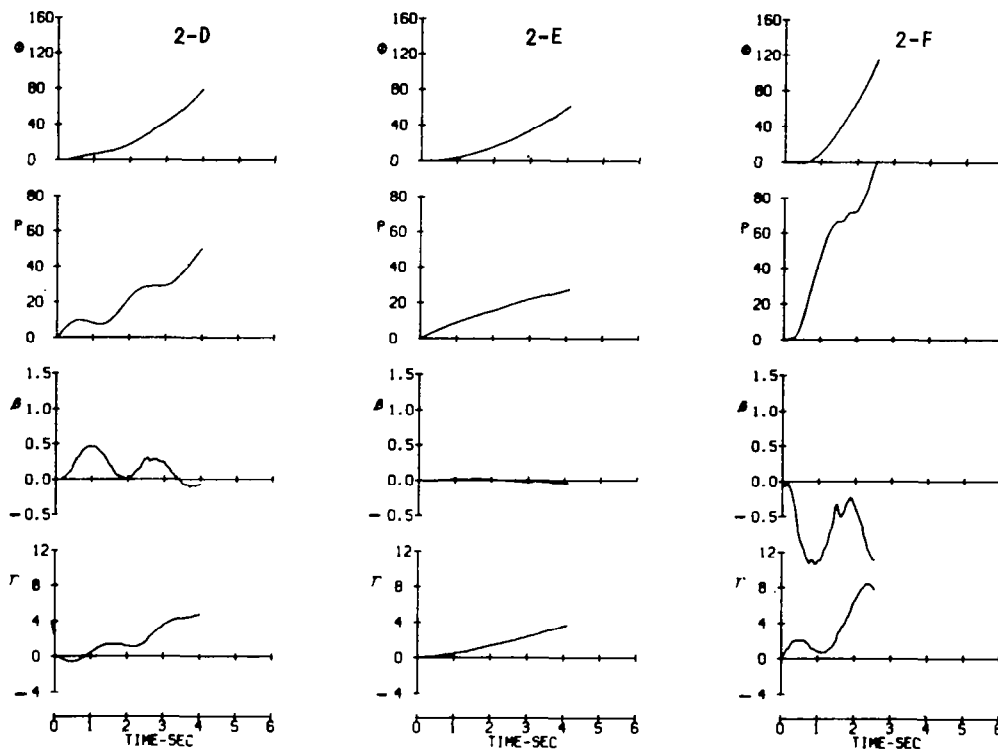 2-D 2-E 2-F
160 160 160
Φ 120 120 Φ 120
80 80 80
40 40 40
0 0 0
80 80 80
P 60 P 60 P 60
40 40 40
20 20 20
0 0 0
1.5 1.5 1.5
β 1.0 β 1.0 β 1.0
0.5 0.5 0.5
0.0 0.0 0.0
-0.5 -0.5 -0.5
12 12 12
r 8 r 8 r 8
4 4 4
0 0 0
-4 -4 -4
0 1 2 3 4 5 6 0 1 2 3 4 5 6 0 1 2 3 4 5 6
TIME-SEC TIME-SEC TIME-SEC